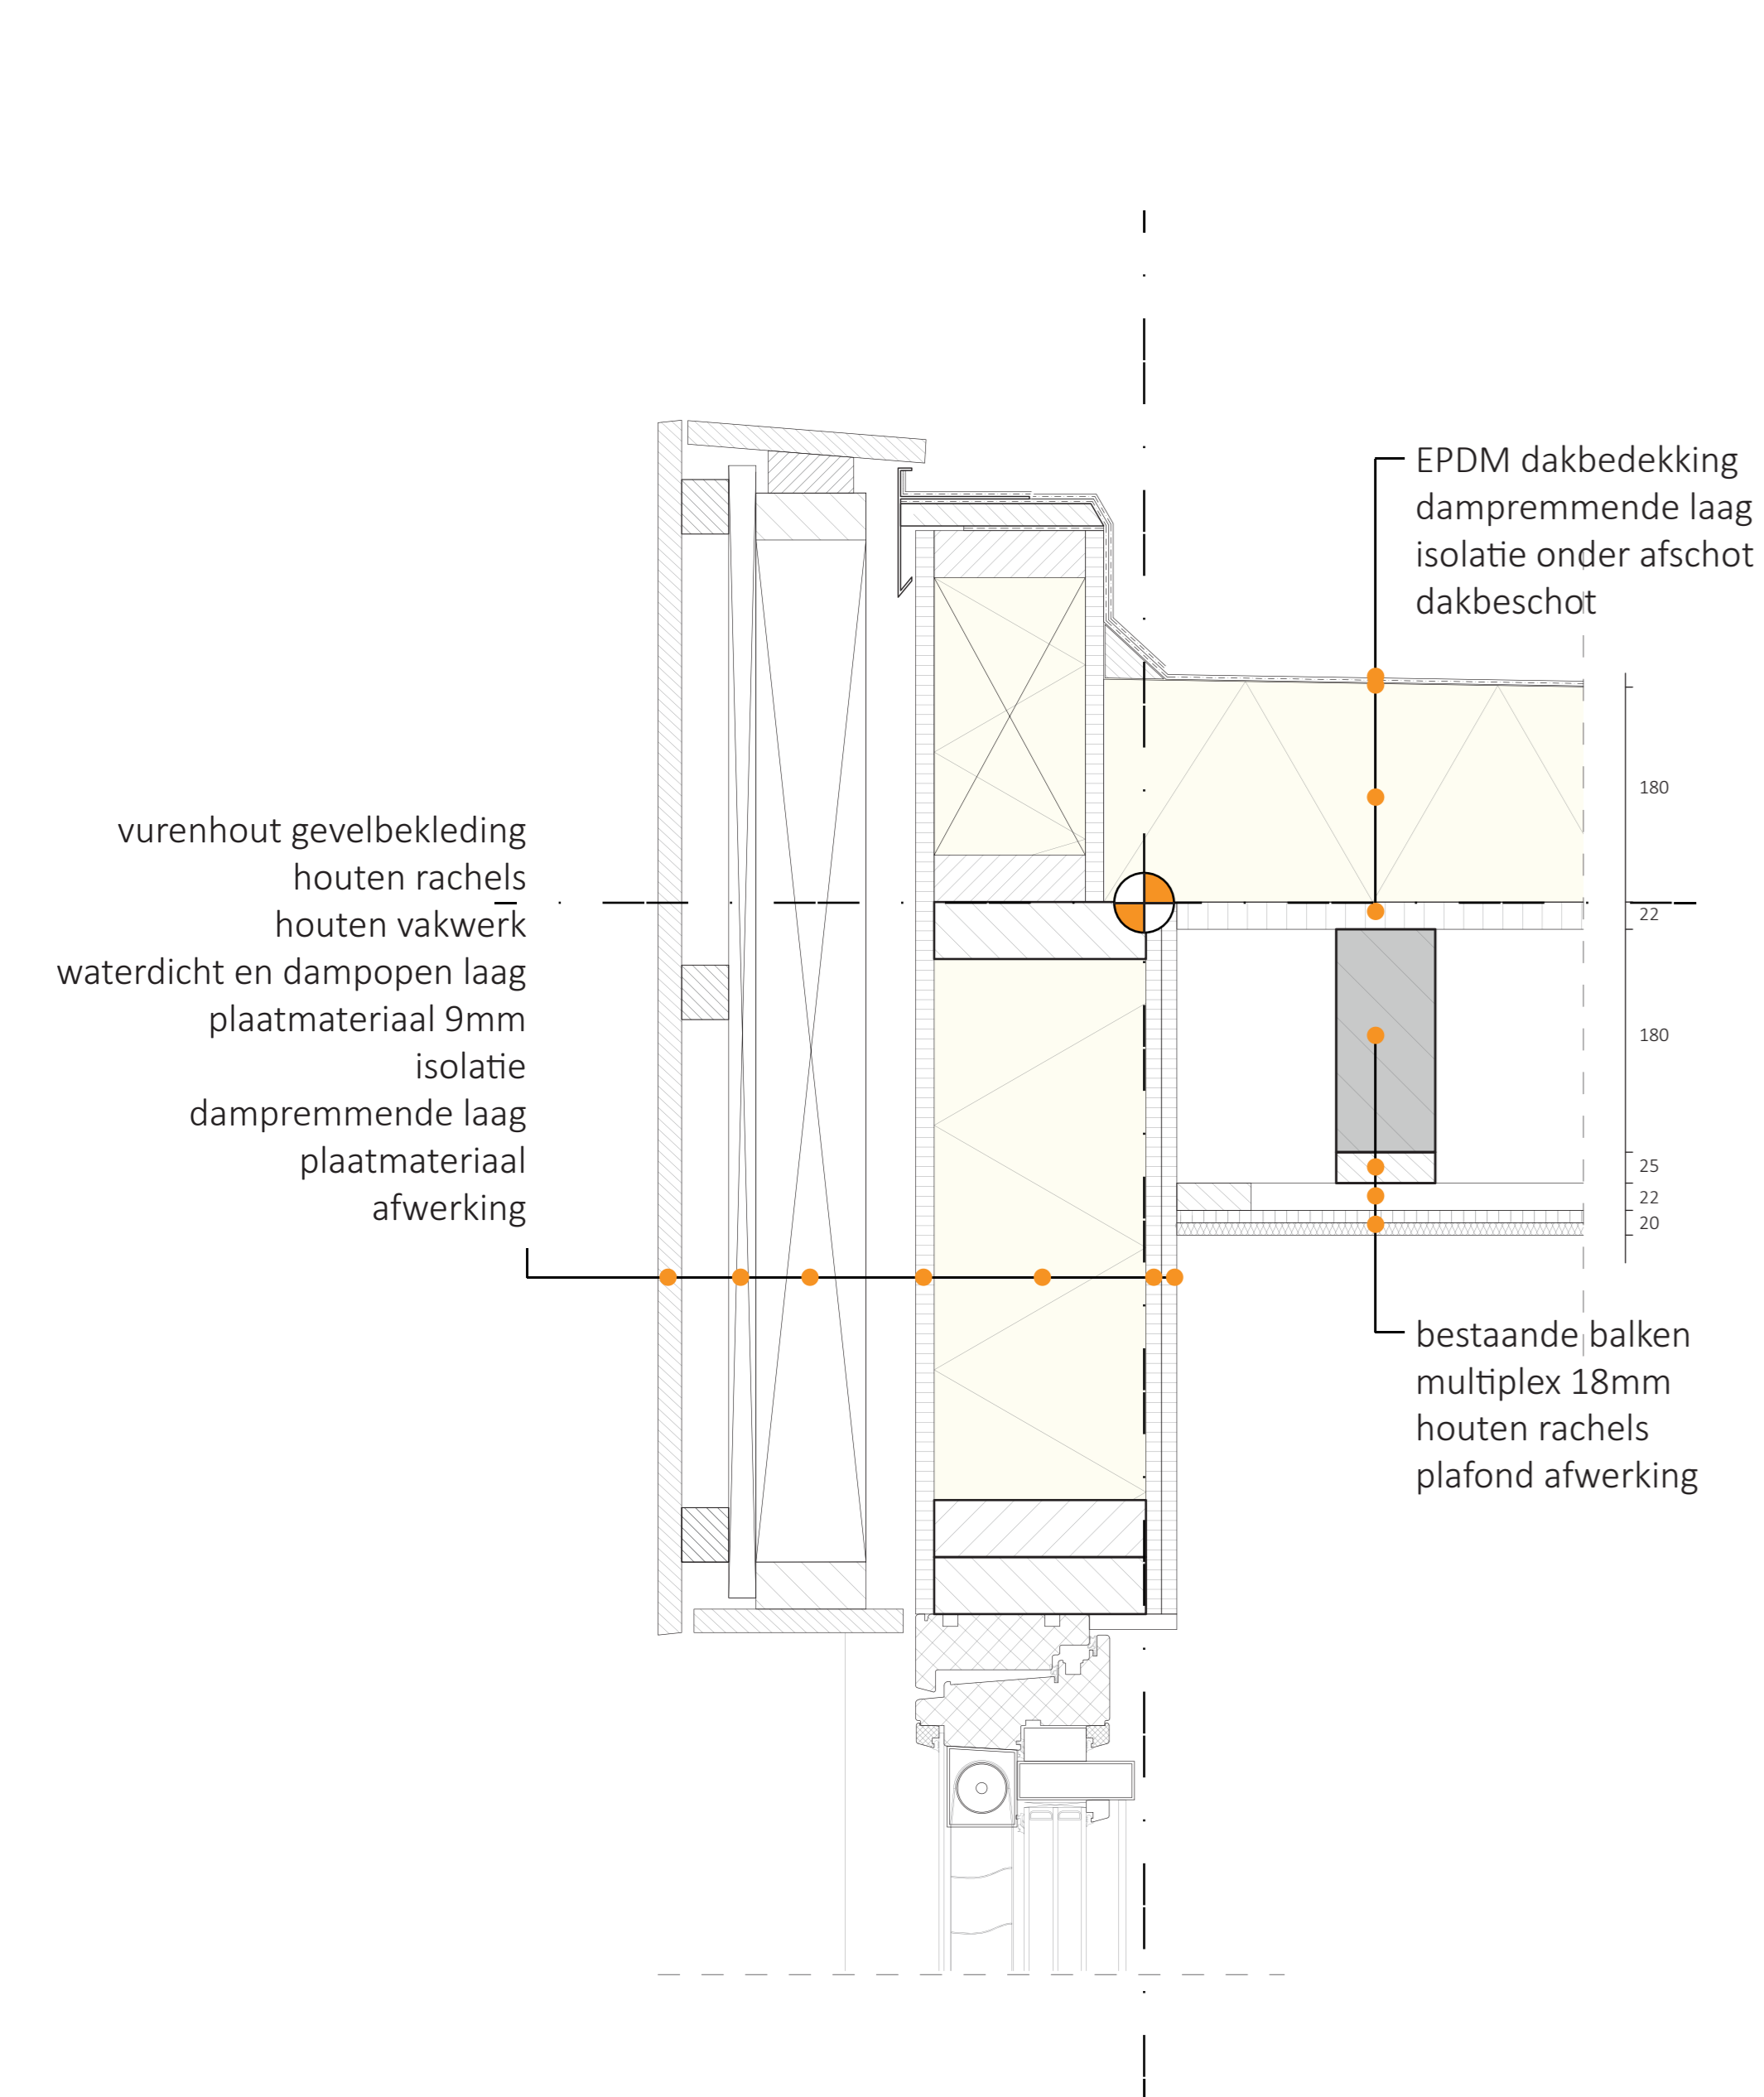 EPDM dakbedekking
dampremmende laag
isolatie onder afschot
dakbeschot
vurenhout gevelbekleding
houten rachels
houten vakwerk
waterdicht en dampopen laag
plaatmateriaal 9mm
isolatie
dampremmende laag
plaatmateriaal
afwerking
180
22
180
25
22
20
bestaande balken
multiplex 18mm
houten rachels
plafond afwerking